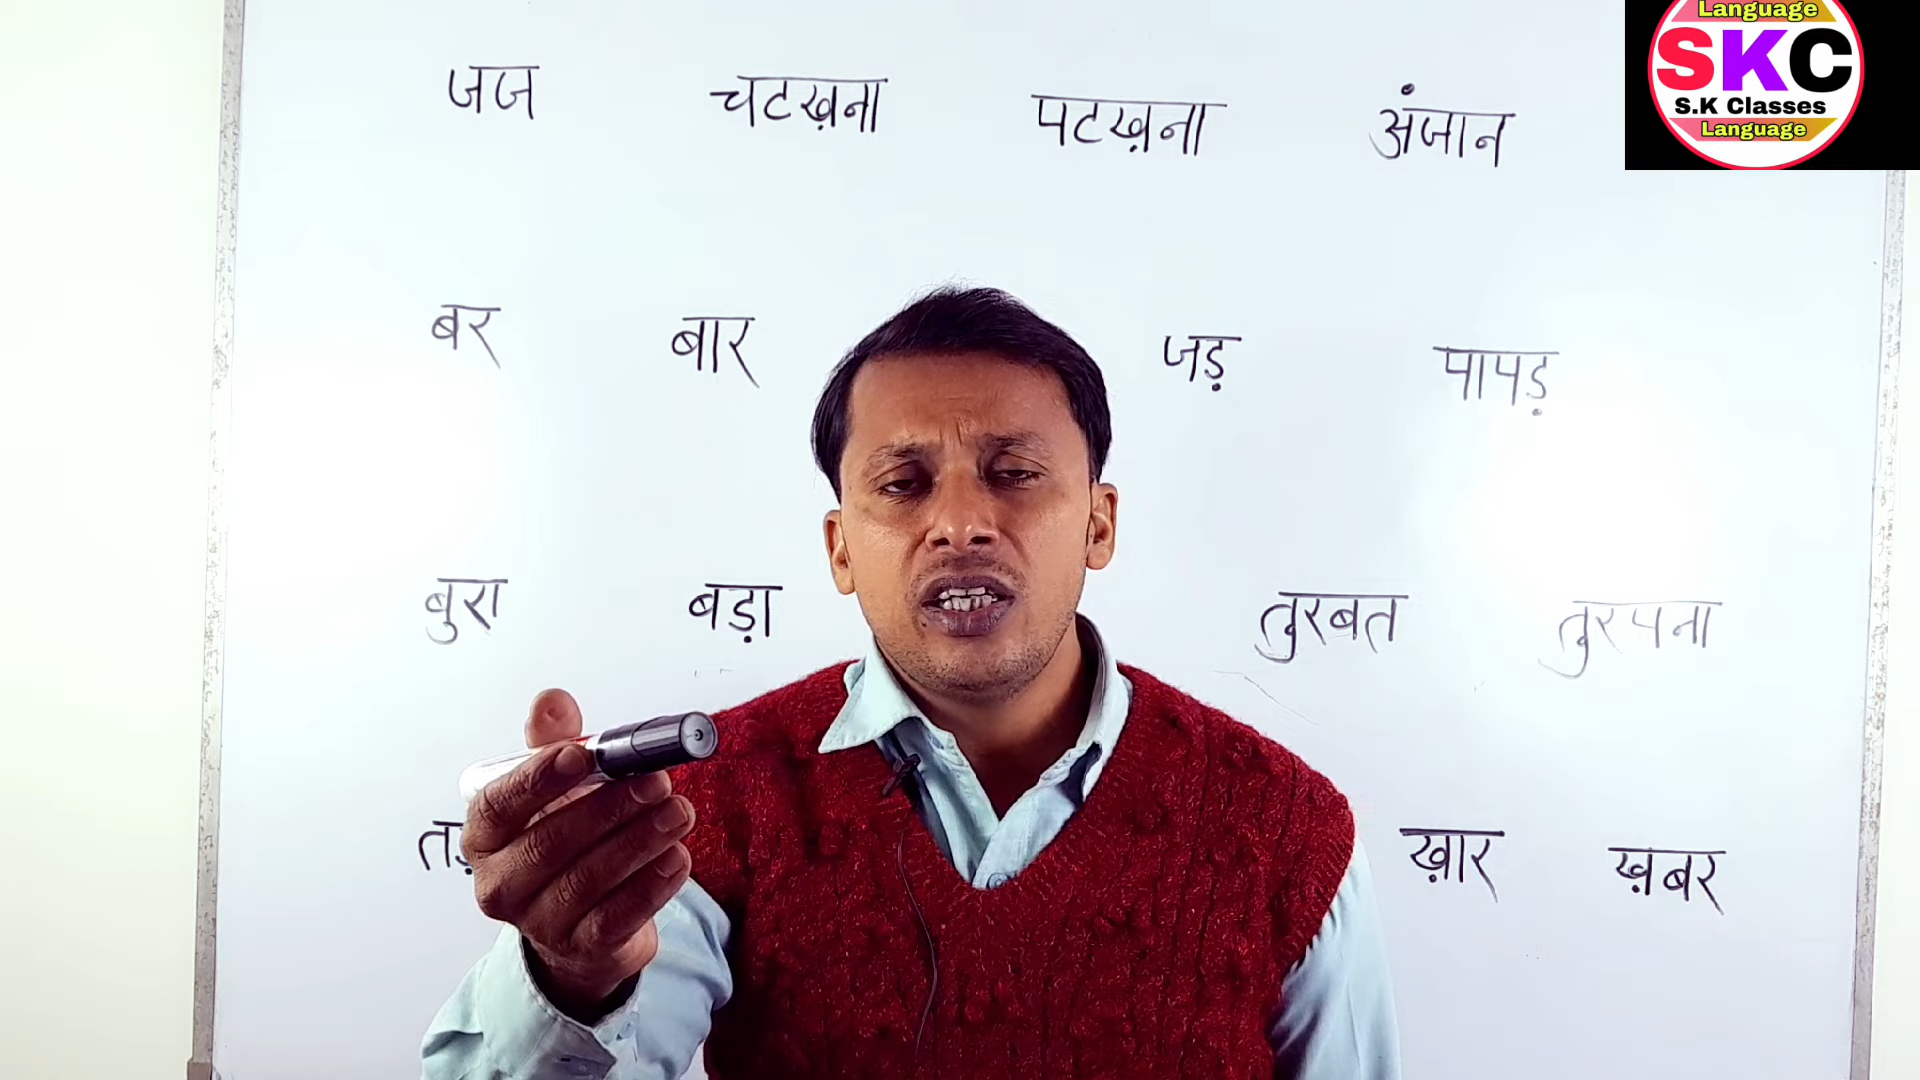 जज चटख़ना पटख़ना अंजान
बर बार जड़ पापड़
बुरा बड़ा तुरबत तुरपना
ख़ार ख़बर
Language
SKC
S.K Classes
Language